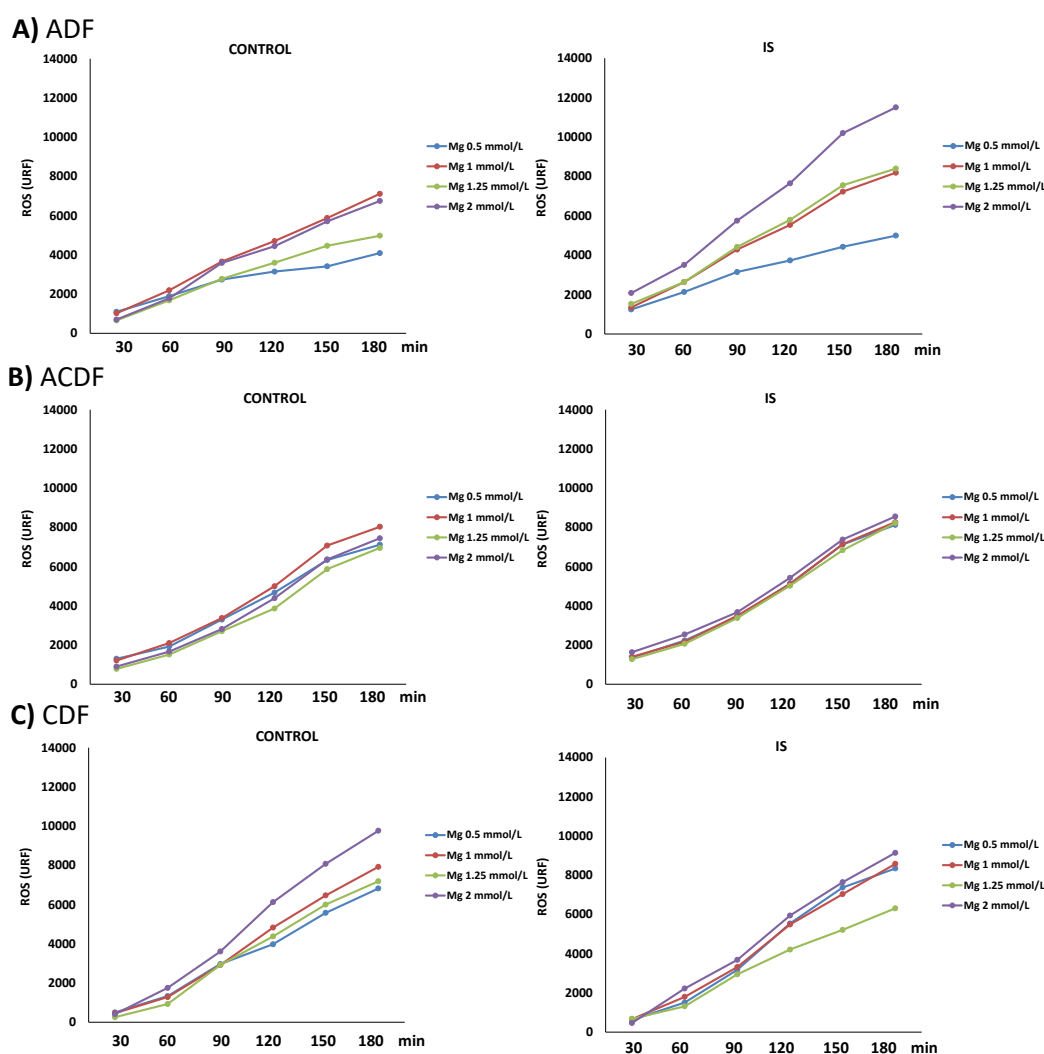 A) ADF
CONTROL
14000
12000
10000
8000
6000
4000
2000
0
ROS (URF)
30 60 90 120 150 180 min
Mg 0.5 mmol/L
Mg 1 mmol/L
Mg 1.25 mmol/L
Mg 2 mmol/L
IS
14000
12000
10000
8000
6000
4000
2000
0
ROS (URF)
30 60 90 120 150 180 min
Mg 0.5 mmol/L
Mg 1 mmol/L
Mg 1.25 mmol/L
Mg 2 mmol/L
B) ACDF
CONTROL
14000
12000
10000
8000
6000
4000
2000
0
ROS (URF)
30 60 90 120 150 180 min
Mg 0.5 mmol/L
Mg 1 mmol/L
Mg 1.25 mmol/L
Mg 2 mmol/L
IS
14000
12000
10000
8000
6000
4000
2000
0
ROS (URF)
30 60 90 120 150 180 min
Mg 0.5 mmol/L
Mg 1 mmol/L
Mg 1.25 mmol/L
Mg 2 mmol/L
C) CDF
CONTROL
14000
12000
10000
8000
6000
4000
2000
0
ROS (URF)
30 60 90 120 150 180 min
Mg 0.5 mmol/L
Mg 1 mmol/L
Mg 1.25 mmol/L
Mg 2 mmol/L
IS
14000
12000
10000
8000
6000
4000
2000
0
ROS (URF)
30 60 90 120 150 180 min
Mg 0.5 mmol/L
Mg 1 mmol/L
Mg 1.25 mmol/L
Mg 2 mmol/L